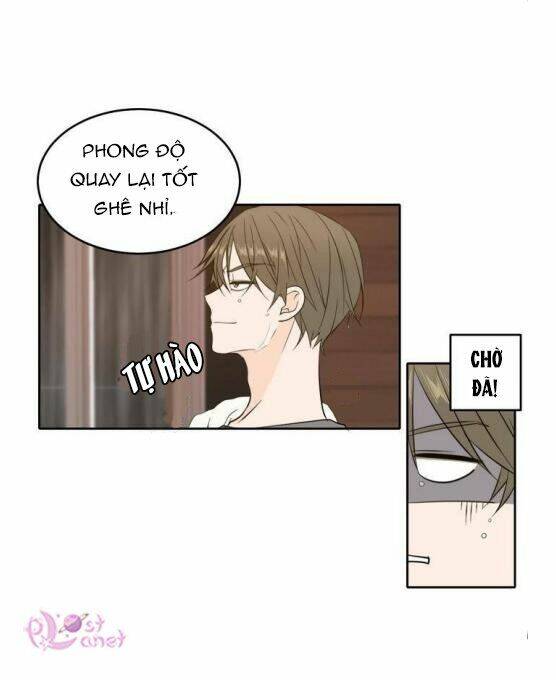 PHONG ĐỘ
QUAY LẠI TỐT
GHÊ NHỈ.
TỰ HÀO
CHỜ
ĐÃ!
Lost
Planet